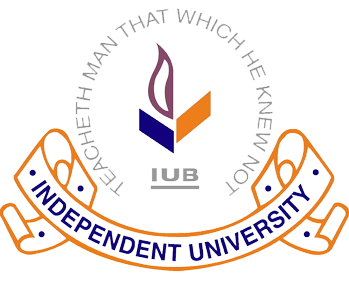 TEACHETH MAN THAT WHICH HE KNEW NOT
IUB
• INDEPENDENT UNIVERSITY •